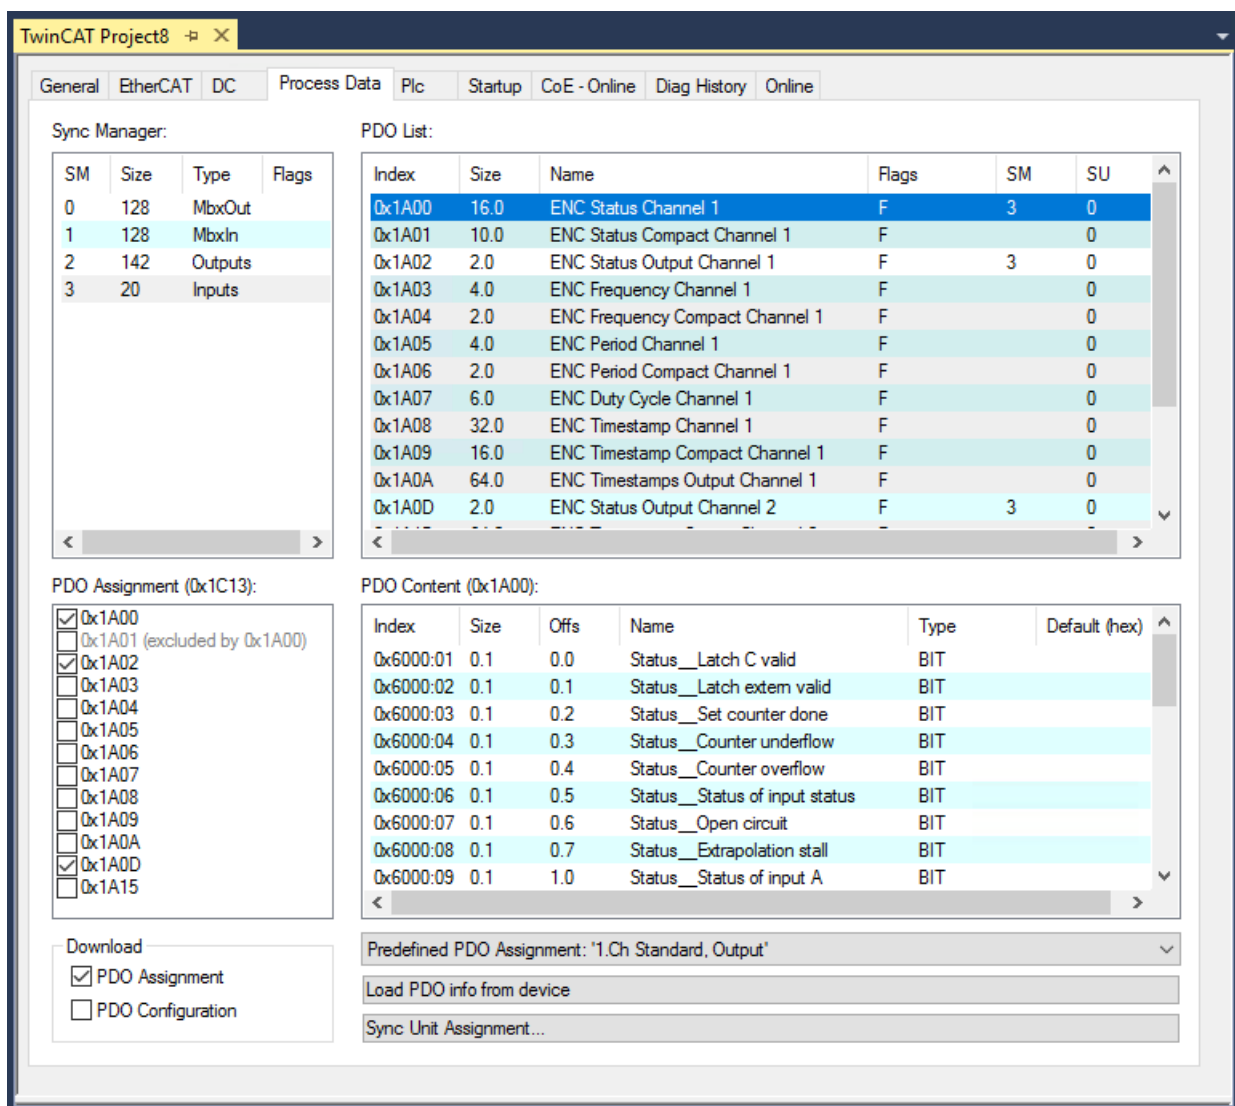 TwinCAT Project8
General EtherCAT DC Process Data Plc Startup CoE - Online Diag History Online
Sync Manager:
SM Size Type Flags
0 128 MbxOut
1 128 MbxIn
2 142 Outputs
3 20 Inputs
PDO List:
Index Size Name Flags SM SU
0x1A00 16.0 ENC Status Channel 1 F 3 0
0x1A01 10.0 ENC Status Compact Channel 1 F 0
0x1A02 2.0 ENC Status Output Channel 1 F 3 0
0x1A03 4.0 ENC Frequency Channel 1 F 0
0x1A04 2.0 ENC Frequency Compact Channel 1 F 0
0x1A05 4.0 ENC Period Channel 1 F 0
0x1A06 2.0 ENC Period Compact Channel 1 F 0
0x1A07 6.0 ENC Duty Cycle Channel 1 F 0
0x1A08 32.0 ENC Timestamp Channel 1 F 0
0x1A09 16.0 ENC Timestamp Compact Channel 1 F 0
0x1A0A 64.0 ENC Timestamps Output Channel 1 F 0
0x1A0D 2.0 ENC Status Output Channel 2 F 3 0
PDO Assignment (0x1C13):
0x1A00
0x1A01 (excluded by 0x1A00)
0x1A02
0x1A03
0x1A04
0x1A05
0x1A06
0x1A07
0x1A08
0x1A09
0x1A0A
0x1A0D
0x1A15
PDO Content (0x1A00):
Index Size Offs Name Type Default (hex)
0x6000:01 0.1 0.0 Status__Latch C valid BIT
0x6000:02 0.1 0.1 Status__Latch extern valid BIT
0x6000:03 0.1 0.2 Status__Set counter done BIT
0x6000:04 0.1 0.3 Status__Counter underflow BIT
0x6000:05 0.1 0.4 Status__Counter overflow BIT
0x6000:06 0.1 0.5 Status__Status of input status BIT
0x6000:07 0.1 0.6 Status__Open circuit BIT
0x6000:08 0.1 0.7 Status__Extrapolation stall BIT
0x6000:09 0.1 1.0 Status__Status of input A BIT
Download
PDO Assignment
PDO Configuration
Predefined PDO Assignment: '1.Ch Standard, Output'
Load PDO info from device
Sync Unit Assignment...